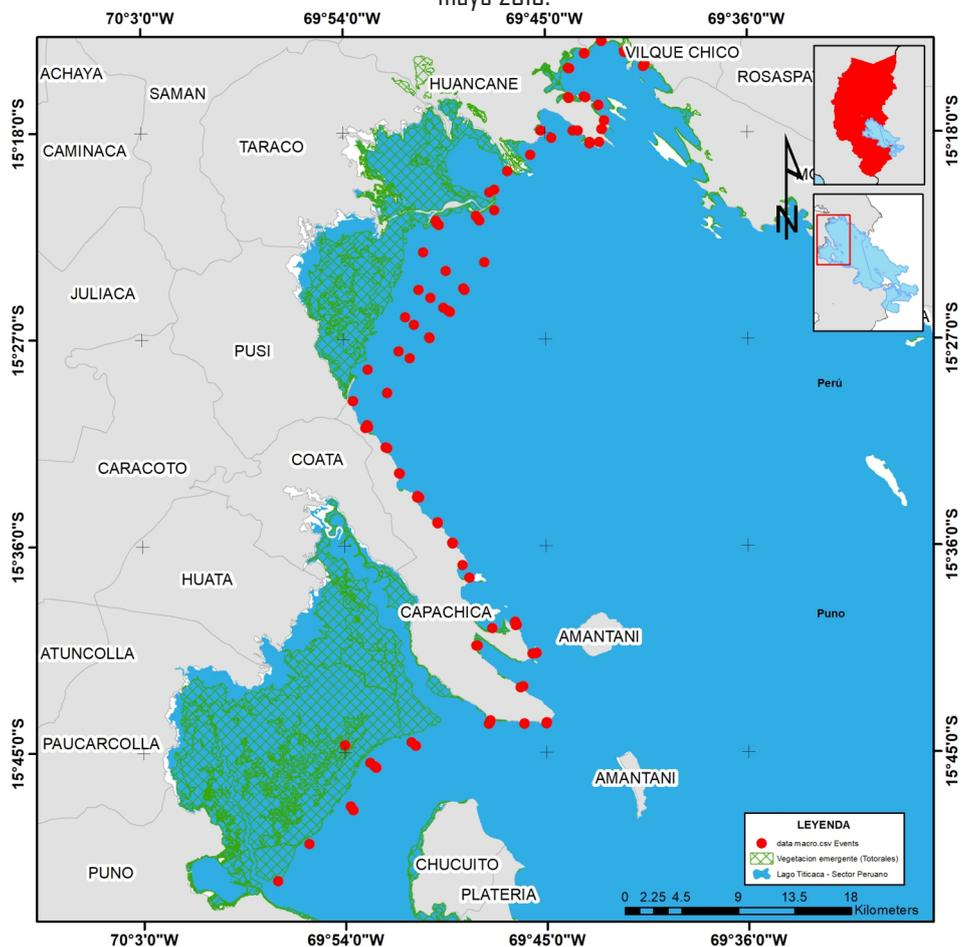 mayo 2018.
70°3'0"W 69°54'0"W 69°45'0"W 69°36'0"W
ACHAYA
SAMAN
HUANCANE
VILQUE CHICO
ROSASPA
15°18'0"S
15°18'0"S
CAMINACA
TARACO
MO
N
JULIACA
PUSI
15°27'0"S
15°27'0"S
A
Perú
CARACOTO
COATA
15°36'0"S
15°36'0"S
HUATA
CAPACHICA
AMANTANI
Puno
ATUNCOLLA
PAUCARCOLLA
15°45'0"S
15°45'0"S
AMANTANI
PUNO
CHUCUITO
PLATERIA
LEYENDA
data macro.csv Events
Vegetacion emergente (Totorales)
Lago Titicaca - Sector Peruano
0 2.25 4.5 9 13.5 18
Kilometers
70°3'0"W 69°54'0"W 69°45'0"W 69°36'0"W